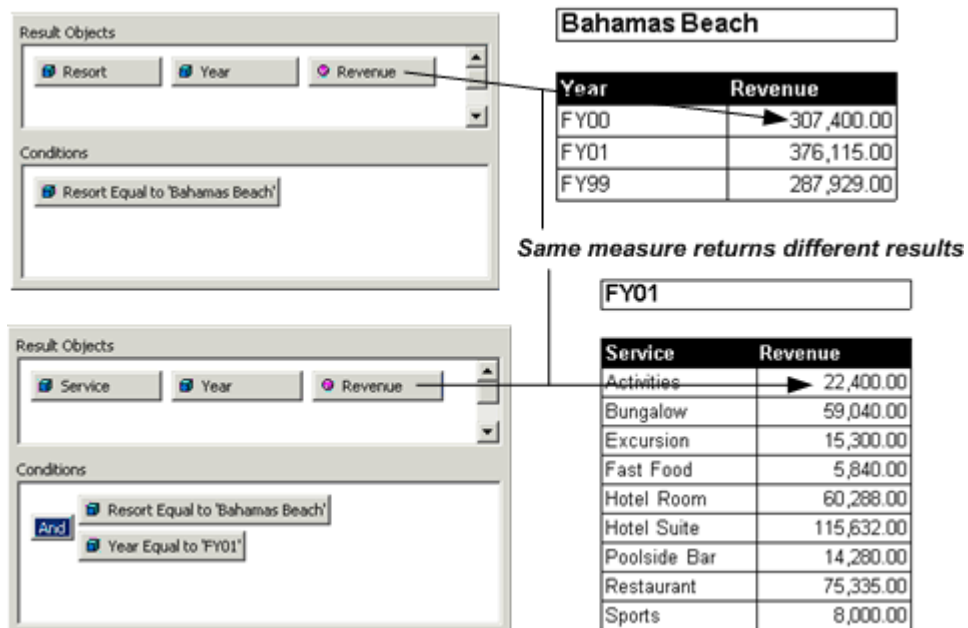 Result Objects
Resort Year Revenue
Conditions
Resort Equal to 'Bahamas Beach'
Bahamas Beach
Year Revenue
FY00 307,400.00
FY01 376,115.00
FY99 287,929.00
Same measure returns different results
Result Objects
Service Year Revenue
Conditions
And
Resort Equal to 'Bahamas Beach'
Year Equal to 'FY01'
FY01
Service Revenue
Activities 22,400.00
Bungalow 59,040.00
Excursion 15,300.00
Fast Food 5,840.00
Hotel Room 60,288.00
Hotel Suite 115,632.00
Poolside Bar 14,280.00
Restaurant 75,335.00
Sports 8,000.00